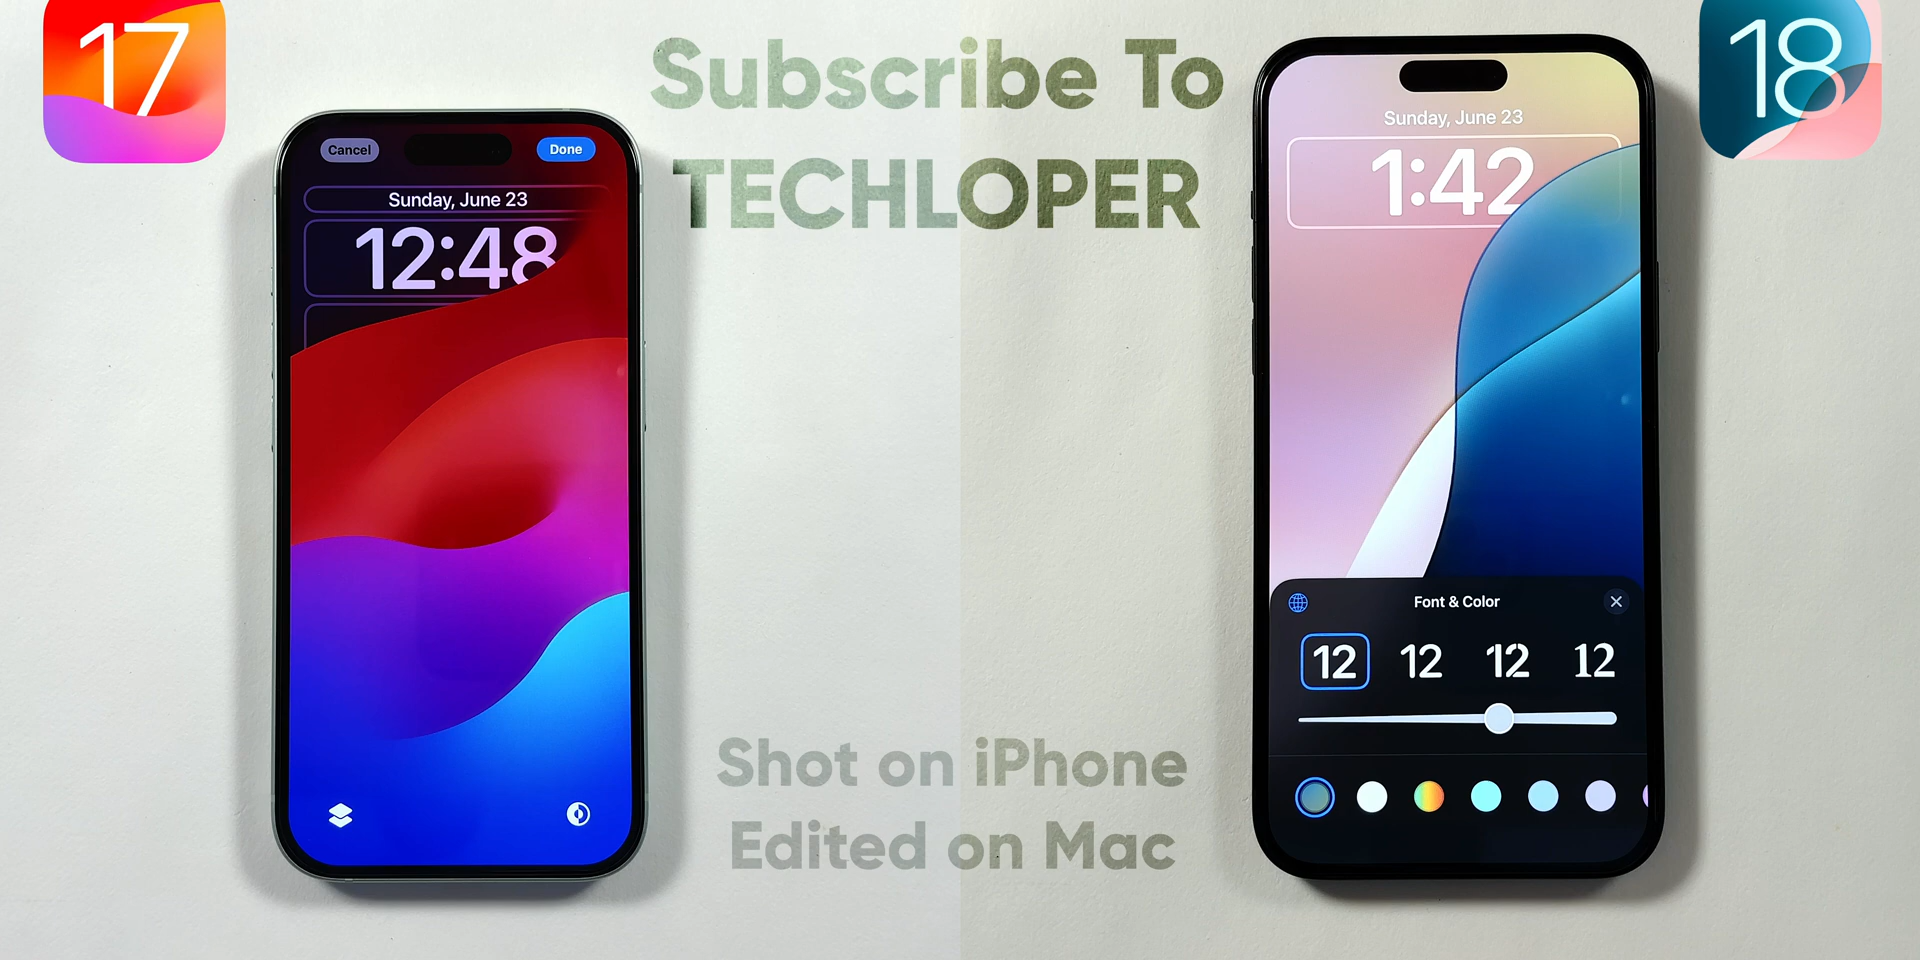 17
Cancel
Done
Sunday, June 23
12:48
Subscribe To
TECHLOPER
Shot on iPhone
Edited on Mac
18
Sunday, June 23
1:42
Font & Color
12 12 12 12